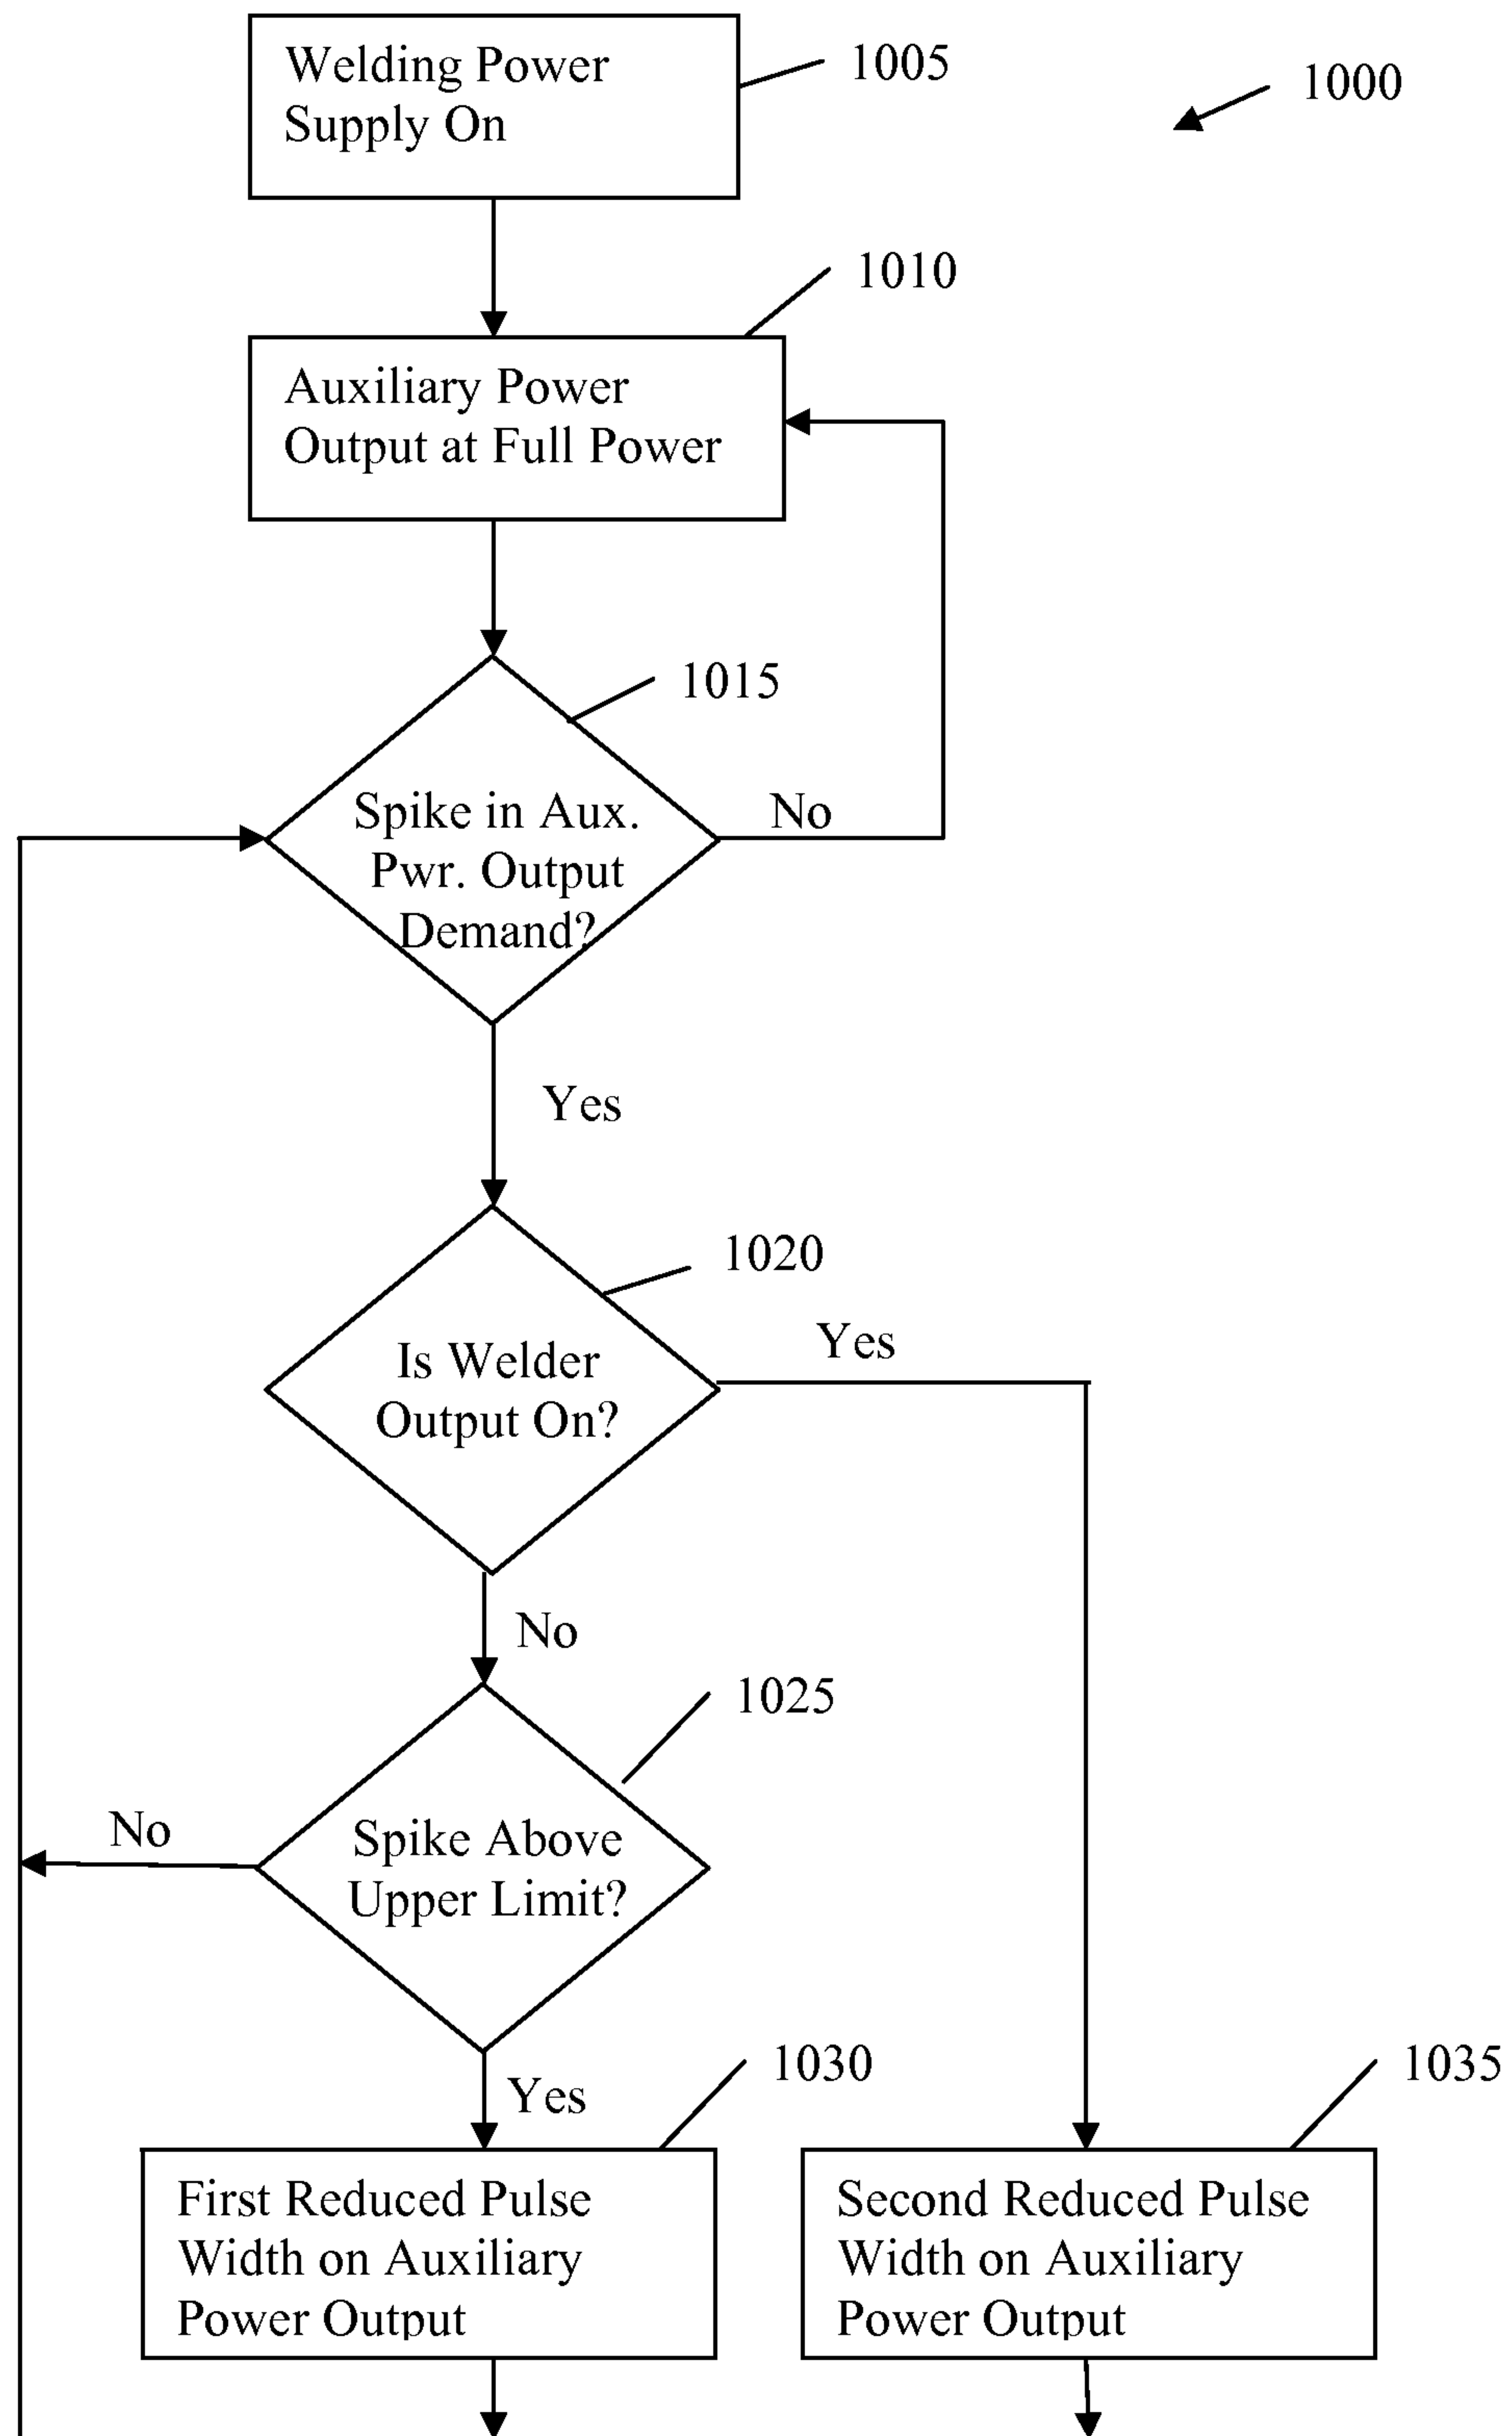 Welding Power
Supply On
1005
1000
1010
Auxiliary Power
Output at Full Power
1015
Spike in Aux.
Pwr. Output
Demand?
No
Yes
1020
Is Welder
Output On?
Yes
No
1025
Spike Above
Upper Limit?
No
Yes
1030
1035
First Reduced Pulse
Width on Auxiliary
Power Output
Second Reduced Pulse
Width on Auxiliary
Power Output